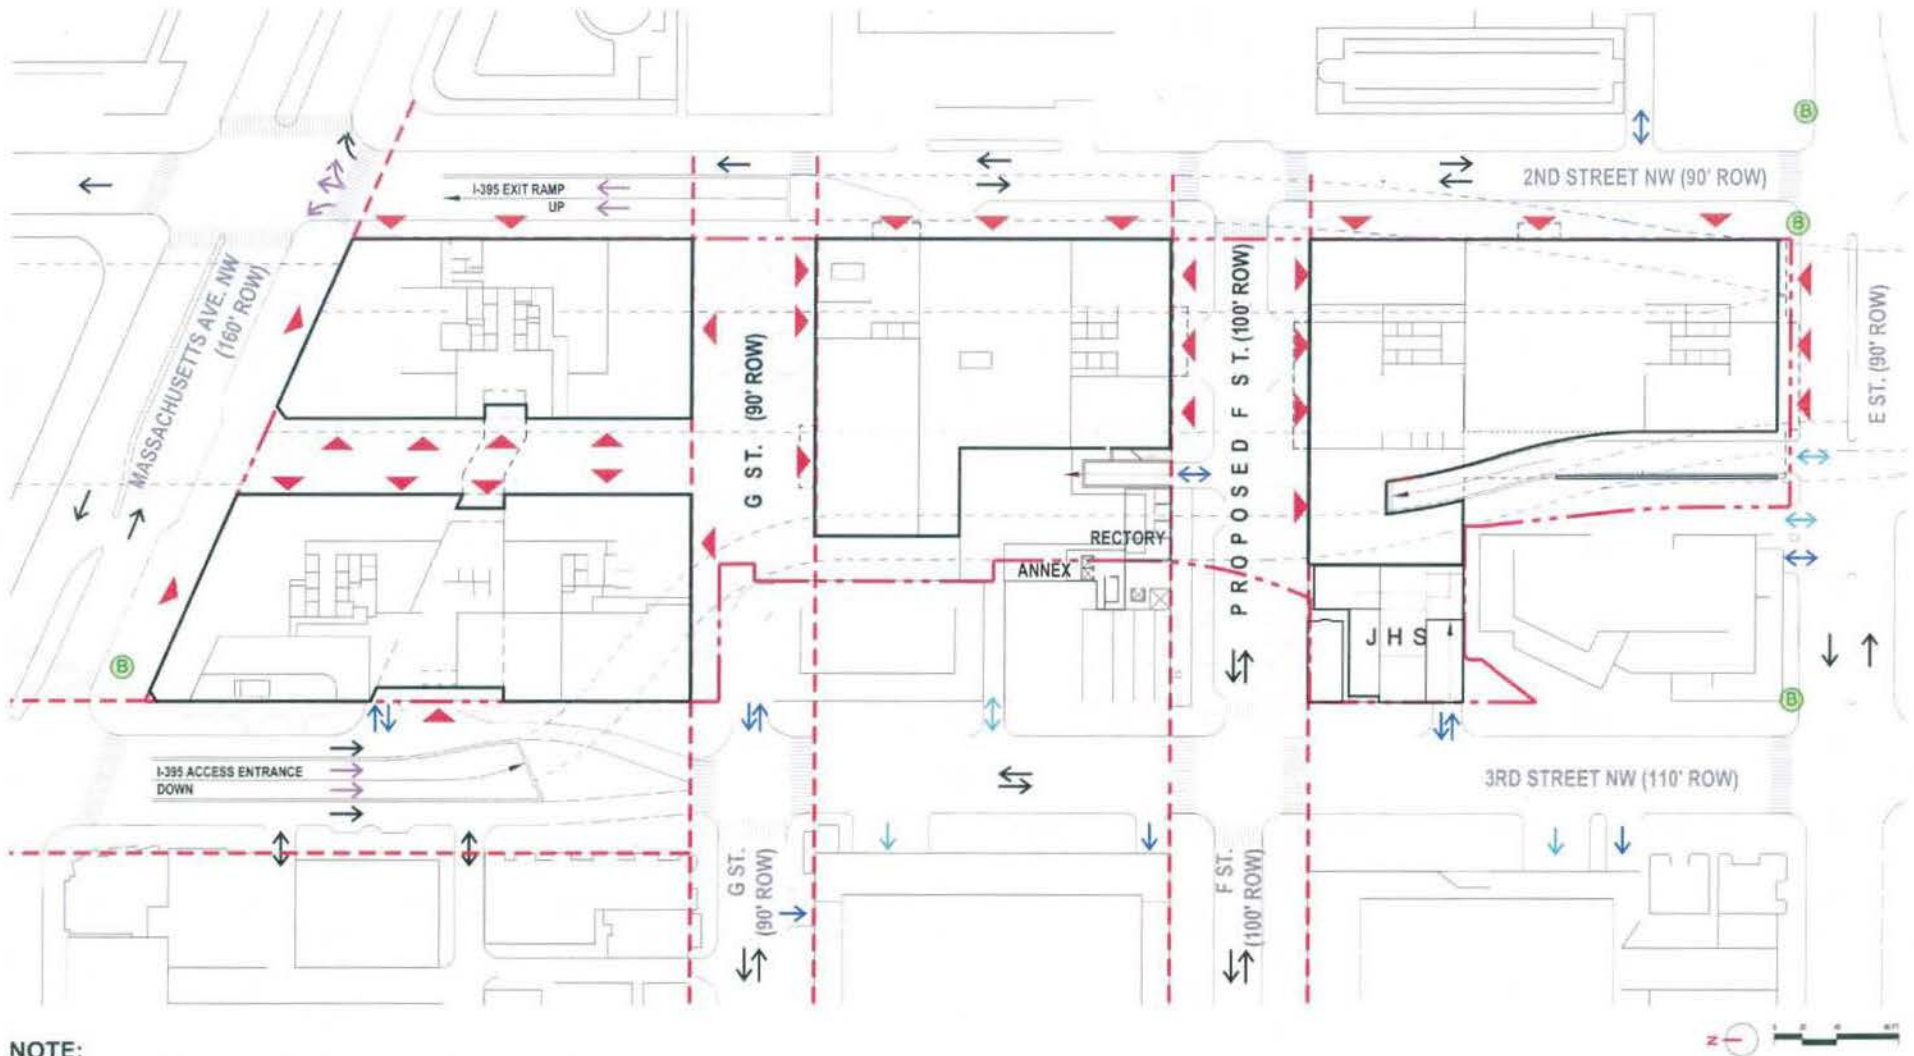 B
2ND STREET NW (90' ROW)
I-395 EXIT RAMP
UP
B
MASSACHUSETTS AVE. NW
(160' ROW)
G ST. (90' ROW)
PROPOSED F ST. (100' ROW)
E ST. (90' ROW)
RECTORY
ANNEX
JHS
B
B
I-395 ACCESS ENTRANCE
DOWN
3RD STREET NW (110' ROW)
G ST.
(90' ROW)
F ST.
(100' ROW)
N
NOTE: